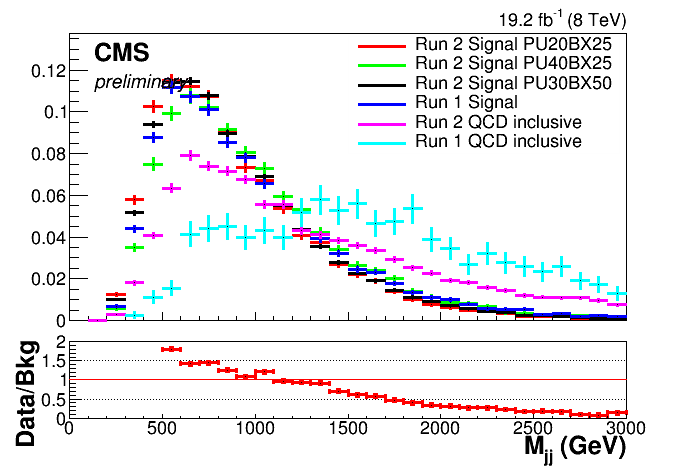 19.2 fb⁻¹ (8 TeV)
CMS
preliminary
Run 2 Signal PU20BX25
Run 2 Signal PU40BX25
Run 2 Signal PU30BX50
Run 1 Signal
Run 2 QCD inclusive
Run 1 QCD inclusive
0.12
0.1
0.08
0.06
0.04
0.02
0
Data/Bkg
2
1.5
1
0.5
0
0 500 1000 1500 2000 2500 3000
Mjj (GeV)